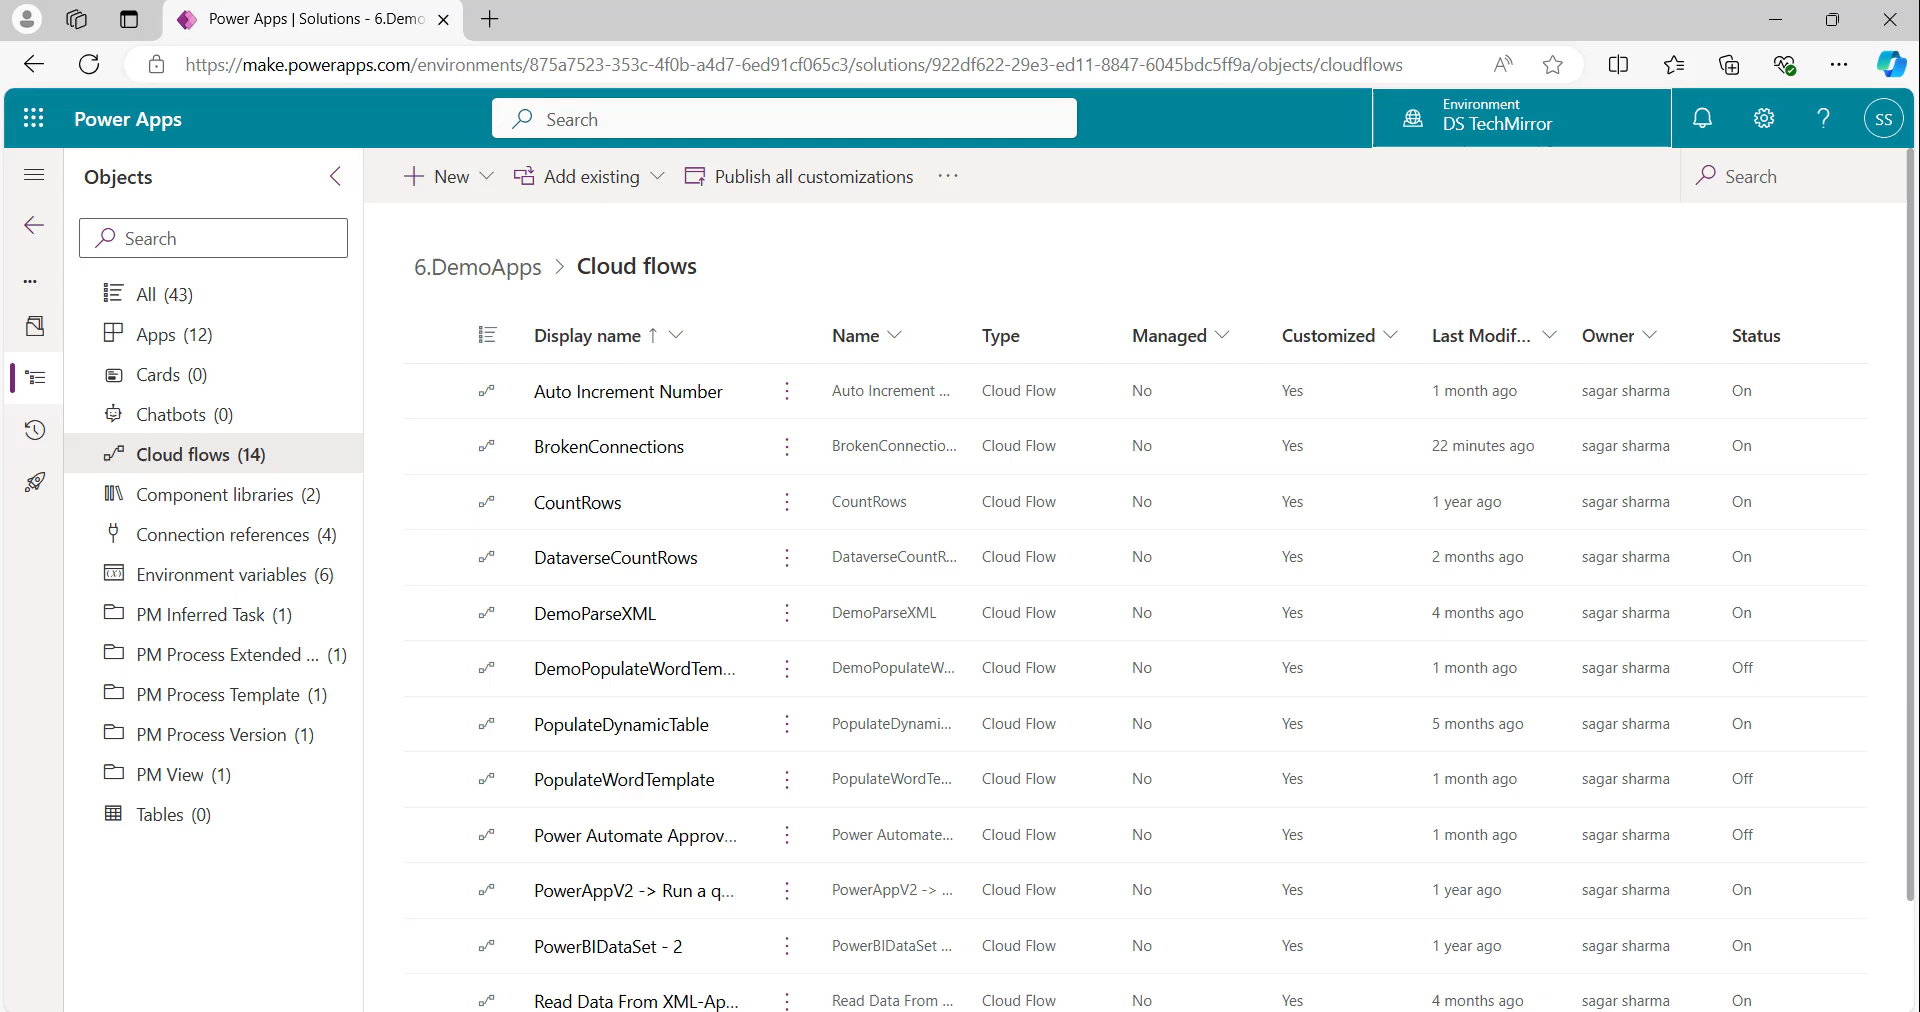 Power Apps | Solutions - 6.Demo
https://make.powerapps.com/environments/875a7523-353c-4f0b-a4d7-6ed91cf065c3/solutions/922df622-29e3-ed11-8847-6045bdc5ff9a/objects/cloudflows
Power Apps
Search
Environment
DS TechMirror
SS
Objects
New
Add existing
Publish all customizations
Search
Search
All (43)
Apps (12)
Cards (0)
Chatbots (0)
Cloud flows (14)
Component libraries (2)
Connection references (4)
Environment variables (6)
PM Inferred Task (1)
PM Process Extended ... (1)
PM Process Template (1)
PM Process Version (1)
PM View (1)
Tables (0)
6.DemoApps > Cloud flows
Display name ↑ Name Type Managed Customized Last Modif... Owner Status
Auto Increment Number Auto Increment ... Cloud Flow No Yes 1 month ago sagar sharma On
BrokenConnections BrokenConnectio... Cloud Flow No Yes 22 minutes ago sagar sharma On
CountRows CountRows Cloud Flow No Yes 1 year ago sagar sharma On
DataverseCountRows DataverseCountR... Cloud Flow No Yes 2 months ago sagar sharma On
DemoParseXML DemoParseXML Cloud Flow No Yes 4 months ago sagar sharma On
DemoPopulateWordTem... DemoPopulateW... Cloud Flow No Yes 1 month ago sagar sharma Off
PopulateDynamicTable PopulateDynami... Cloud Flow No Yes 5 months ago sagar sharma On
PopulateWordTemplate PopulateWordTe... Cloud Flow No Yes 1 month ago sagar sharma Off
Power Automate Approv... Power Automate... Cloud Flow No Yes 1 month ago sagar sharma Off
PowerAppV2 -> Run a q... PowerAppV2 -> ... Cloud Flow No Yes 1 year ago sagar sharma On
PowerBIDataSet - 2 PowerBIDataSet ... Cloud Flow No Yes 1 year ago sagar sharma On
Read Data From XML-Ap... Read Data From ... Cloud Flow No Yes 4 months ago sagar sharma On